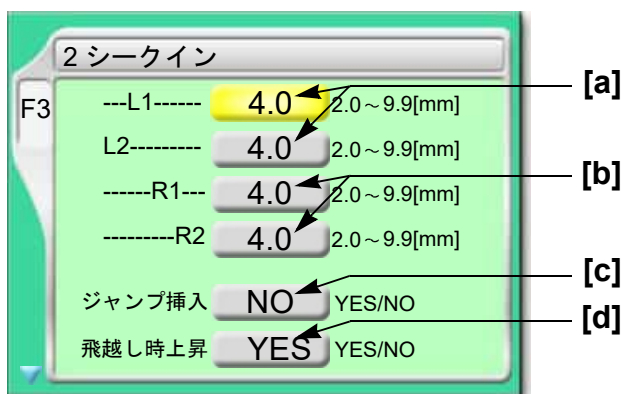 2 シークイン
F3
---L1------ 4.0 2.0～9.9[mm] [a]
L2--------- 4.0 2.0～9.9[mm]
------R1--- 4.0 2.0～9.9[mm] [b]
---------R2 4.0 2.0～9.9[mm]
ジャンプ挿入 NO YES/NO [c]
飛越し時上昇 YES YES/NO [d]